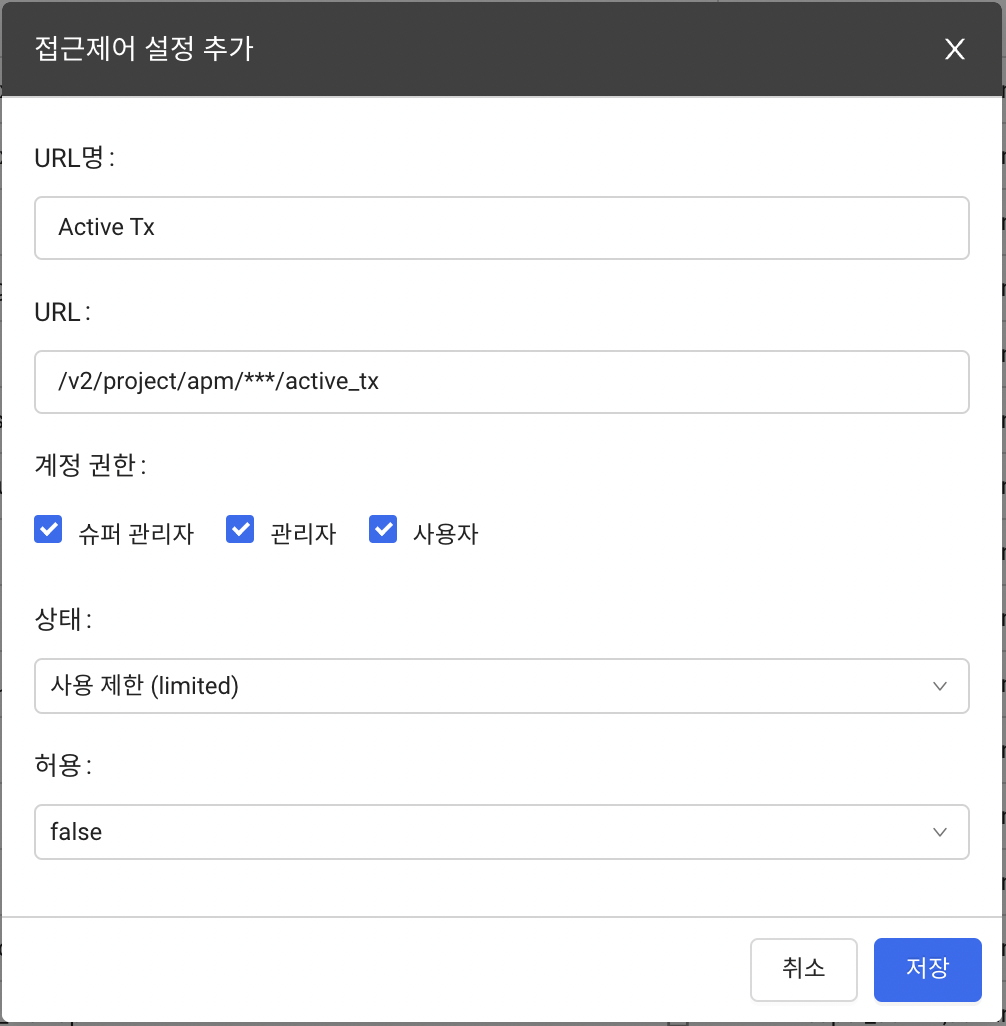 접근제어 설정 추가
URL명 :
Active Tx
URL :
/v2/project/apm/***/active_tx
계정 권한 :
슈퍼 관리자 관리자 사용자
상태 :
사용 제한 (limited)
허용 :
false
취소 저장